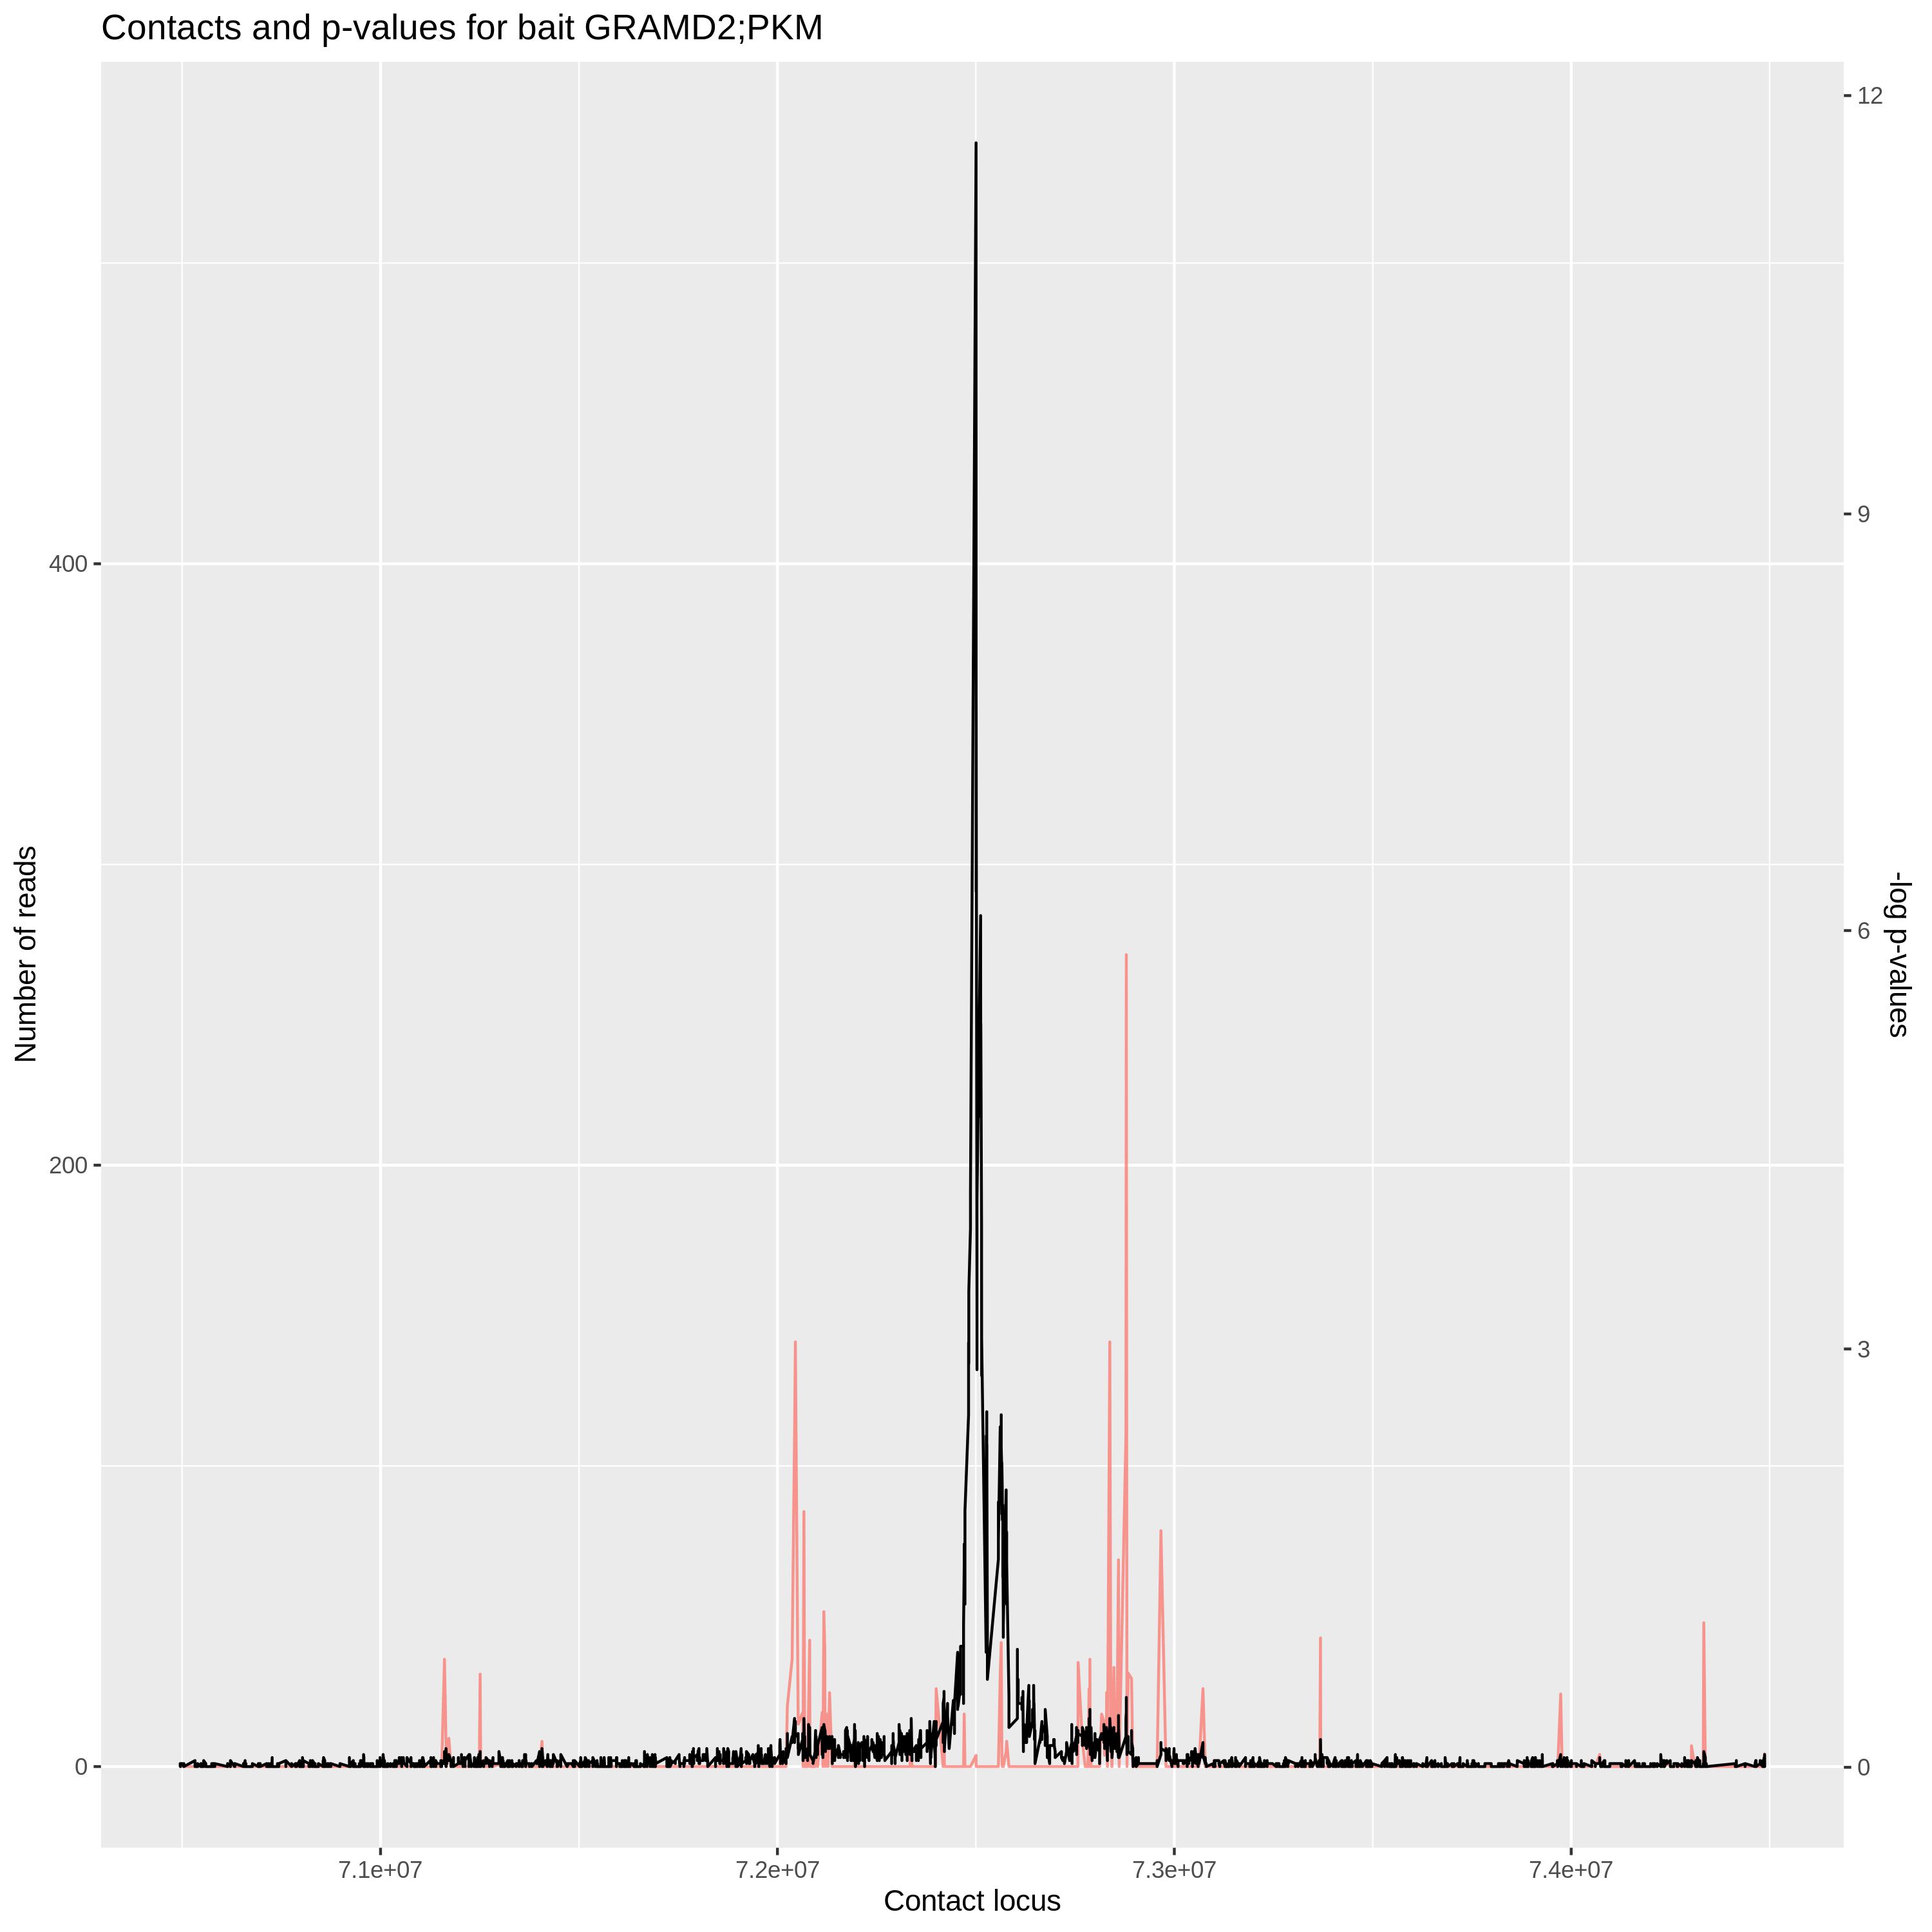 Contacts and p-values for bait GRAMD2;PKM
12
9
400
6
Number of reads
-log p-values
200
3
0
0
7.1e+07
7.2e+07
7.3e+07
7.4e+07
Contact locus